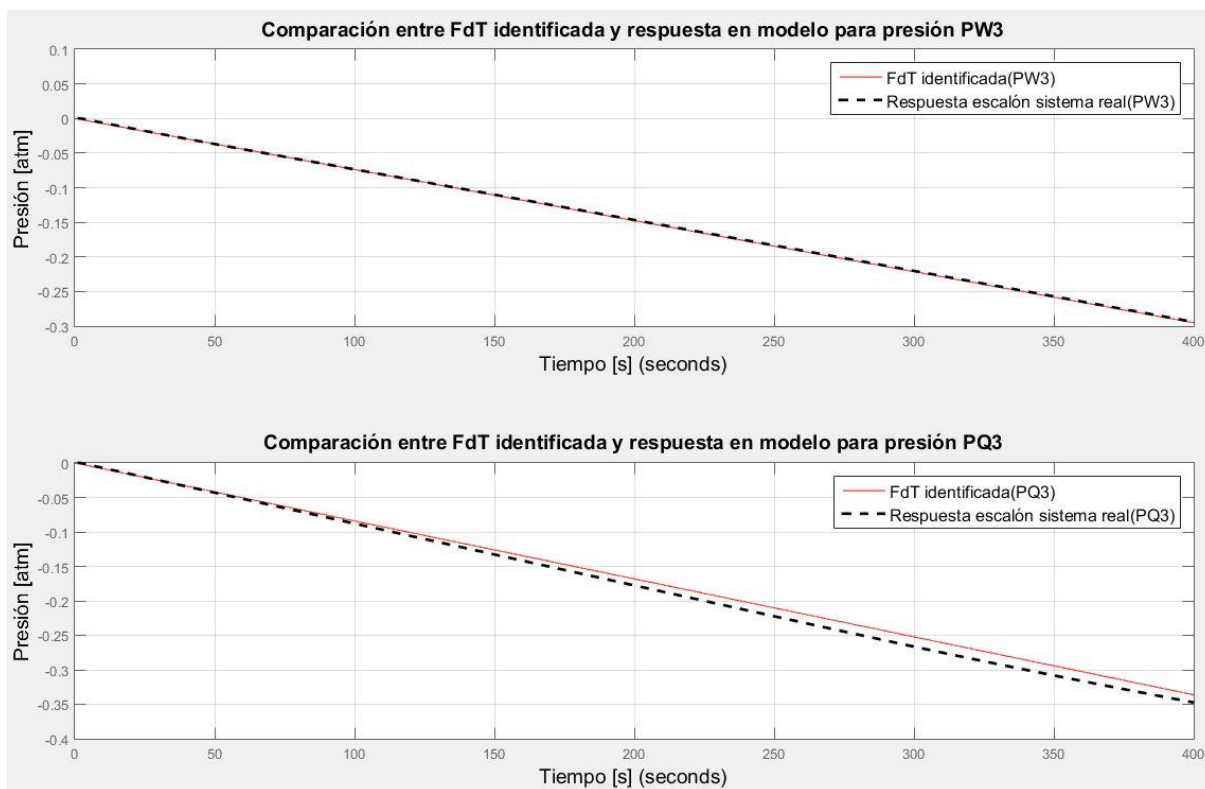 Comparación entre FdT identificada y respuesta en modelo para presión PW3
0.1
0.05
0
-0.05
-0.1
-0.15
-0.2
-0.25
-0.3
Presión [atm]
FdT identificada(PW3)
Respuesta escalón sistema real(PW3)
0 50 100 150 200 250 300 350 400
Tiempo [s] (seconds)
Comparación entre FdT identificada y respuesta en modelo para presión PQ3
0
-0.05
-0.1
-0.15
-0.2
-0.25
-0.3
-0.35
-0.4
Presión [atm]
FdT identificada(PQ3)
Respuesta escalón sistema real(PQ3)
0 50 100 150 200 250 300 350 400
Tiempo [s] (seconds)